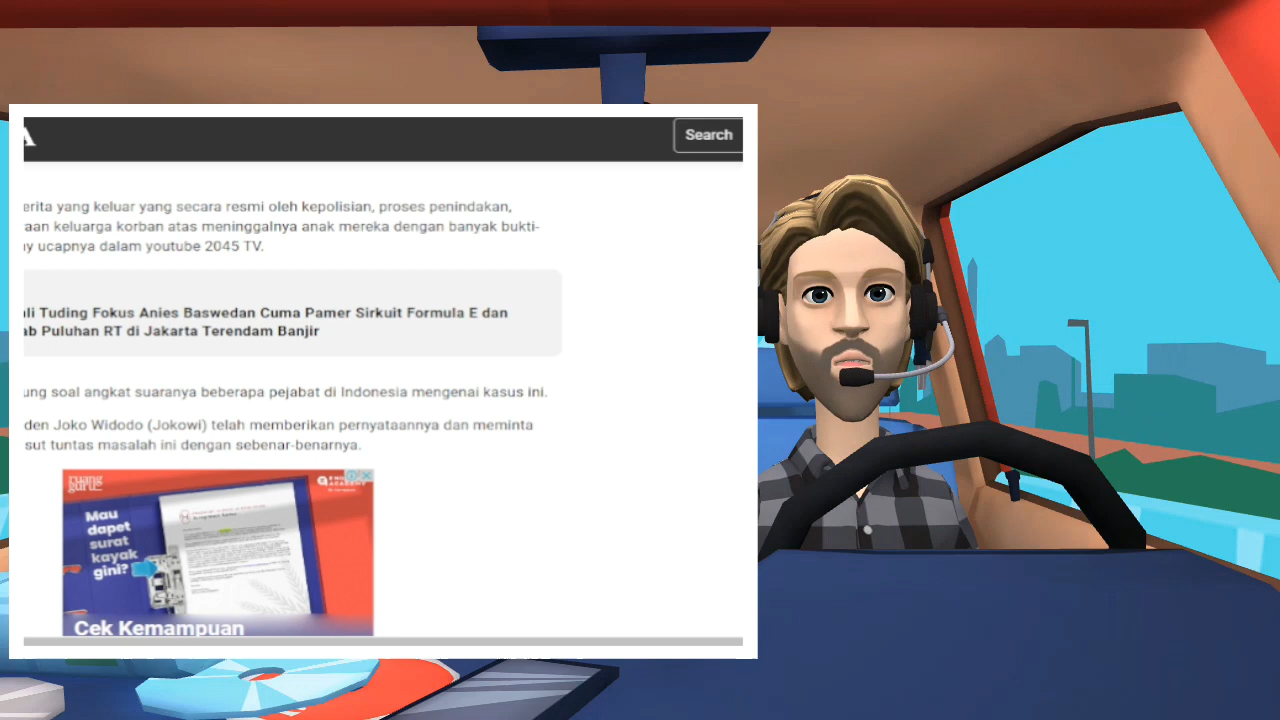 A
Search
erita yang keluar yang secara resmi oleh kepolisian, proses penindakan,
aan keluarga korban atas meninggalnya anak mereka dengan banyak bukti-
y ucapnya dalam youtube 2045 TV.
li Tuding Fokus Anies Baswedan Cuma Pamer Sirkuit Formula E dan
ab Puluhan RT di Jakarta Terendam Banjir
ung soal angkat suaranya beberapa pejabat di Indonesia mengenai kasus ini.
den Joko Widodo (Jokowi) telah memberikan pernyataannya dan meminta
sut tuntas masalah ini dengan sebenar-benarnya.
ruang
guru
Mau
dapet
surat
kayak
gini?
Cek Kemampuan